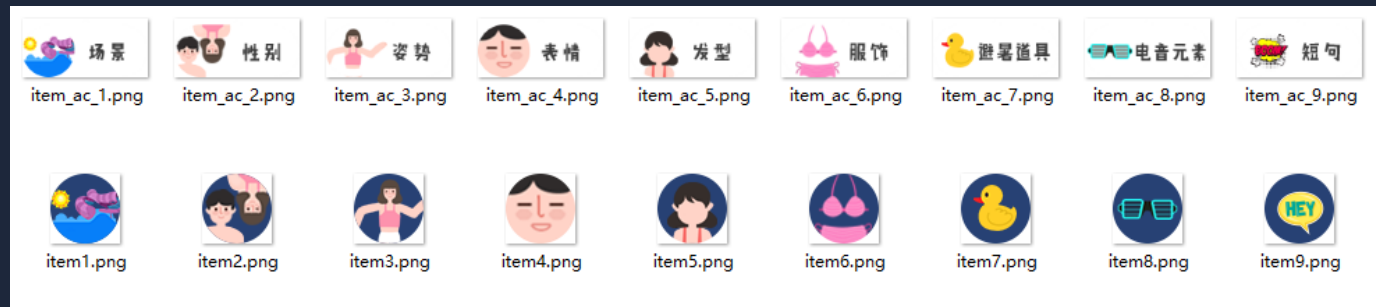 场景
性别
姿势
表情
发型
服饰
避暑道具
电音元素
短句
item_ac_1.png
item_ac_2.png
item_ac_3.png
item_ac_4.png
item_ac_5.png
item_ac_6.png
item_ac_7.png
item_ac_8.png
item_ac_9.png
HEY
item1.png
item2.png
item3.png
item4.png
item5.png
item6.png
item7.png
item8.png
item9.png